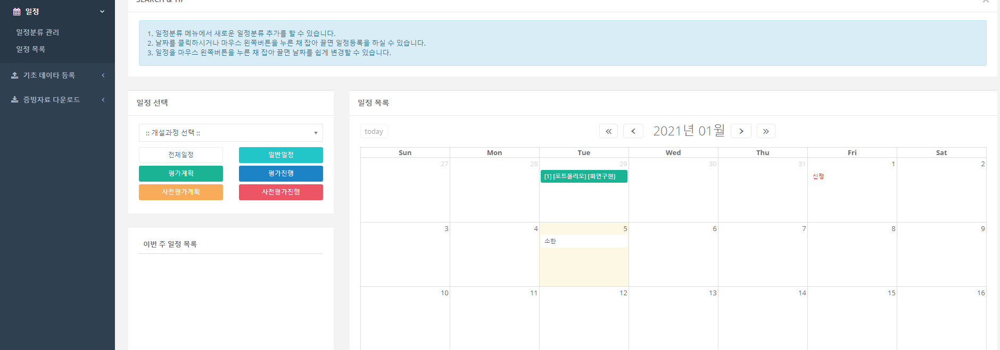 일정
일정분류 관리
일정 목록
기초 데이타 등록
증빙자료 다운로드
SEARCH & TIP
1. 일정분류 메뉴에서 새로운 일정분류 추가를 할 수 있습니다.
2. 날짜를 클릭하시거나 마우스 왼쪽버튼을 누른 채 잡아 끌면 일정등록을 하실 수 있습니다.
3. 일정을 마우스 왼쪽버튼을 누른 채 잡아 끌면 날짜를 쉽게 변경할 수 있습니다.
일정 선택
:: 개설과정 선택 ::
전체일정 일반일정
평가계획 평가진행
사전평가계획 사전평가진행
이번 주 일정 목록
일정 목록
today « < 2021년 01월 > »
Sun Mon Tue Wed Thu Fri Sat
27 28 29 30 31 1 2
[1] [포트폴리오] [화면구현] 신정
3 4 5 6 7 8 9
소한
10 11 12 13 14 15 16